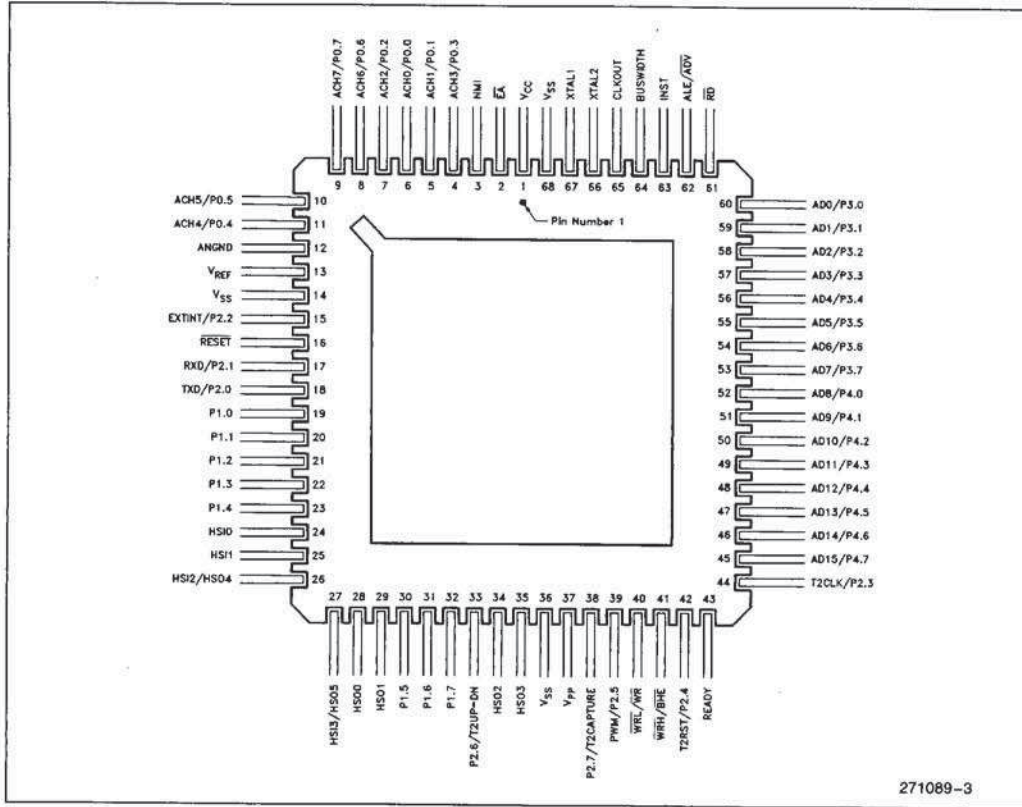 ACH7/P0.7
ACH6/P0.6
ACH2/P0.2
ACH0/P0.0
ACH1/P0.1
ACH3/P0.3
NMI
E̅A̅
VCC
VSS
XTAL1
XTAL2
CLKOUT
BUSWIDTH
INST
ALE/A̅D̅V̅
R̅D̅
9 8 7 6 5 4 3 2 1 68 67 66 65 64 63 62 61
Pin Number 1
ACH5/P0.5 10
ACH4/P0.4 11
ANGND 12
VREF 13
VSS 14
EXTINT/P2.2 15
R̅E̅S̅E̅T̅ 16
RXD/P2.1 17
TXD/P2.0 18
P1.0 19
P1.1 20
P1.2 21
P1.3 22
P1.4 23
HSI0 24
HSI1 25
HSI2/HSO4 26
60 AD0/P3.0
59 AD1/P3.1
58 AD2/P3.2
57 AD3/P3.3
56 AD4/P3.4
55 AD5/P3.5
54 AD6/P3.6
53 AD7/P3.7
52 AD8/P4.0
51 AD9/P4.1
50 AD10/P4.2
49 AD11/P4.3
48 AD12/P4.4
47 AD13/P4.5
46 AD14/P4.6
45 AD15/P4.7
44 T2CLK/P2.3
27 28 29 30 31 32 33 34 35 36 37 38 39 40 41 42 43
HSI3/HSO5
HSO0
HSO1
P1.5
P1.6
P1.7
P2.6/T2UP-DN
HSO2
HSO3
VSS
VPP
P2.7/T2CAPTURE
PWM/P2.5
W̅R̅L̅/W̅R̅
W̅R̅H̅/B̅H̅E̅
T2RST/P2.4
READY
271089-3